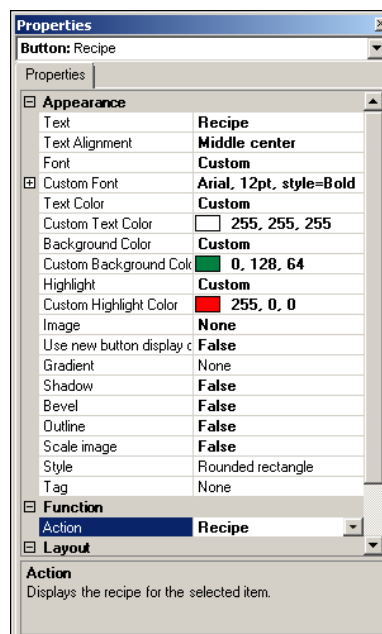 Properties
Button: Recipe
Properties
Appearance
Text Recipe
Text Alignment Middle center
Font Custom
Custom Font Arial, 12pt, style=Bold
Text Color Custom
Custom Text Color 255, 255, 255
Background Color Custom
Custom Background Colo 0, 128, 64
Highlight Custom
Custom Highlight Color 255, 0, 0
Image None
Use new button display c False
Gradient None
Shadow False
Bevel False
Outline False
Scale image False
Style Rounded rectangle
Tag None
Function
Action Recipe
Layout
Action
Displays the recipe for the selected item.